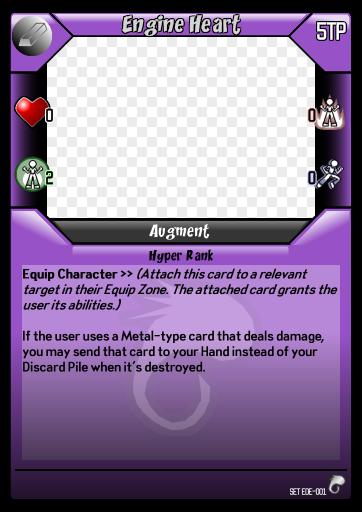 Engine Heart
5TP
0
0
2
0
Augment
Hyper Rank
Equip Character >> (Attach this card to a relevant
target in their Equip Zone. The attached card grants the
user its abilities.)
If the user uses a Metal-type card that deals damage,
you may send that card to your Hand instead of your
Discard Pile when it's destroyed.
SET EDE-001